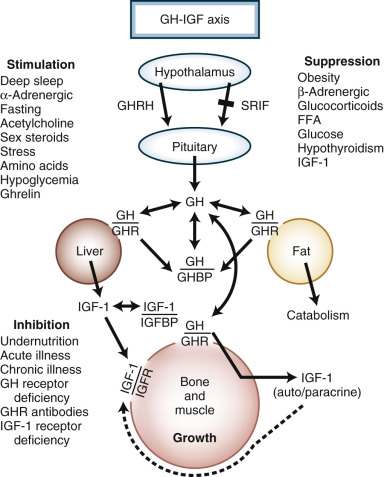 GH-IGF axis
Stimulation
Deep sleep
α-Adrenergic
Fasting
Acetylcholine
Sex steroids
Stress
Amino acids
Hypoglycemia
Ghrelin
Hypothalamus
GHRH
SRIF
Pituitary
Suppression
Obesity
β-Adrenergic
Glucocorticoids
FFA
Glucose
Hypothyroidism
IGF-1
GH
GH
GHR
GH
GHR
Liver
GH
GHBP
Fat
IGF-1
IGF-1
IGFBP
Catabolism
Inhibition
Undernutrition
Acute illness
Chronic illness
GH receptor
deficiency
GHR antibodies
IGF-1 receptor
deficiency
GH
GHR
IGF-1
IGFR
Bone
and
muscle
Growth
IGF-1
(auto/paracrine)